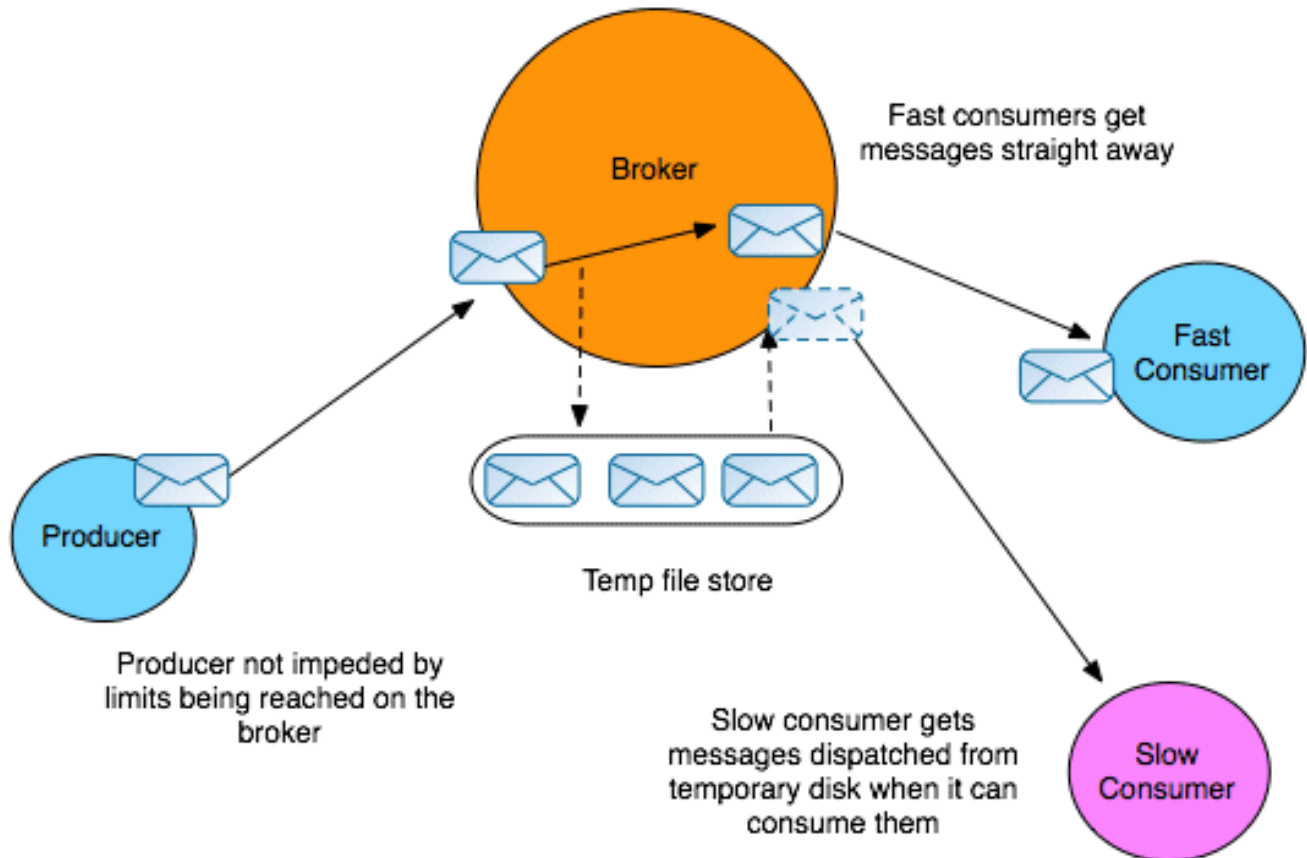 Broker
Fast consumers get
messages straight away
Fast
Consumer
Producer
Temp file store
Producer not impeded by
limits being reached on the
broker
Slow consumer gets
messages dispatched from
temporary disk when it can
consume them
Slow
Consumer